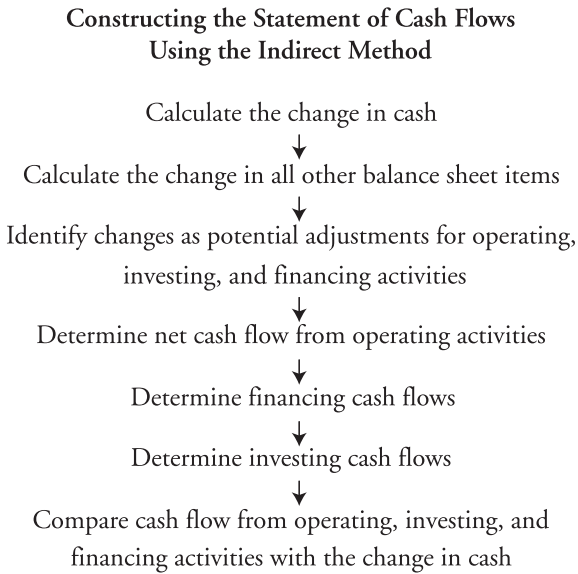 Constructing the Statement of Cash Flows
Using the Indirect Method
Calculate the change in cash
Calculate the change in all other balance sheet items
Identify changes as potential adjustments for operating,
investing, and financing activities
Determine net cash flow from operating activities
Determine financing cash flows
Determine investing cash flows
Compare cash flow from operating, investing, and
financing activities with the change in cash